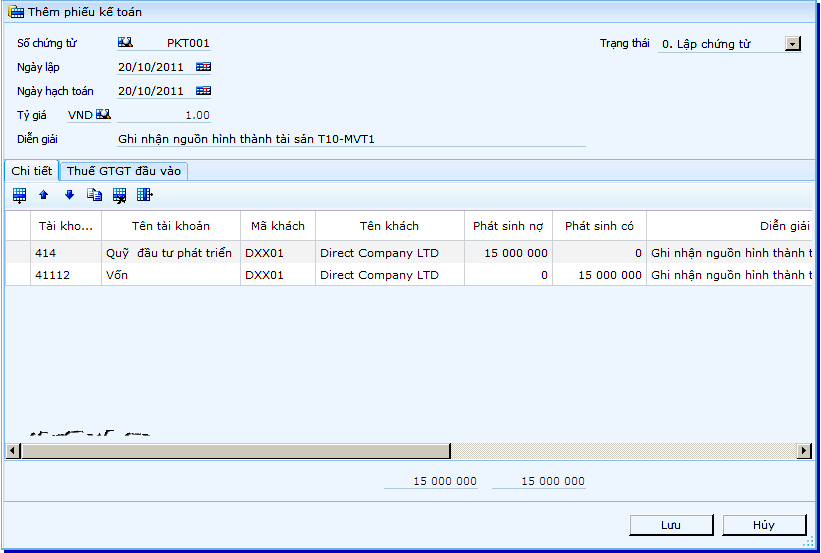 Thêm phiếu kế toán
Số chứng từ PKT001 Trạng thái 0. Lập chứng từ
Ngày lập 20/10/2011
Ngày hạch toán 20/10/2011
Tỷ giá VND 1.00
Diễn giải Ghi nhận nguồn hình thành tài sản T10-MVT1
Chi tiết Thuế GTGT đầu vào
Tài kho... Tên tài khoản Mã khách Tên khách Phát sinh nợ Phát sinh có Diễn giải
414 Quỹ đầu tư phát triển DXX01 Direct Company LTD 15 000 000 0 Ghi nhận nguồn hình thành t
41112 Vốn DXX01 Direct Company LTD 0 15 000 000 Ghi nhận nguồn hình thành t
15 000 000 15 000 000
Lưu Hủy